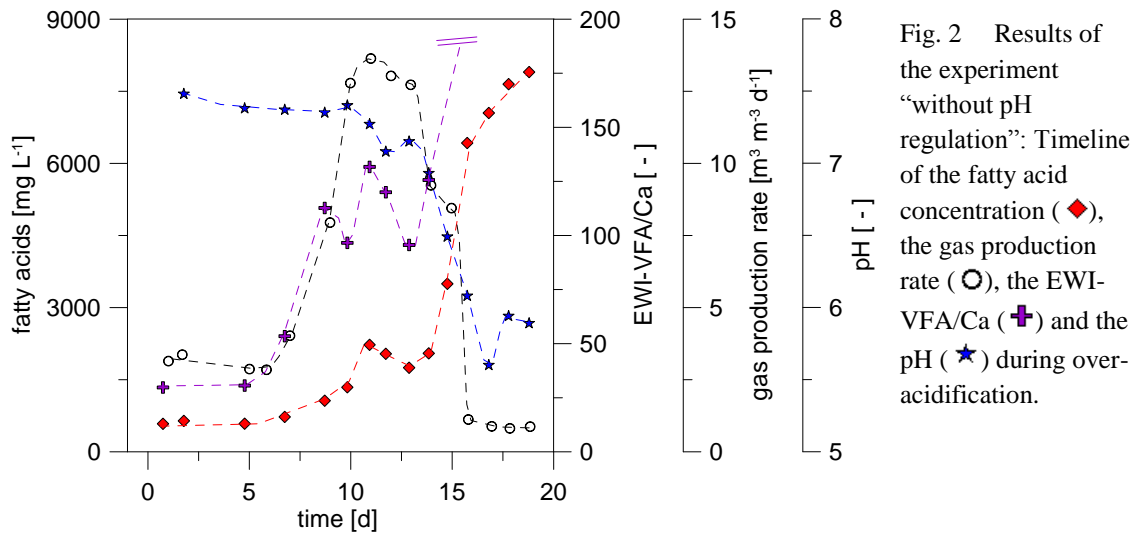 9000
6000
3000
0
fatty acids [mg L-1]
0
5
10
15
20
time [d]
200
150
100
50
0
EWI-VFA/Ca [ - ]
15
10
5
0
gas production rate [m³ m-³ d-1]
8
7
6
5
pH [ - ]
Fig. 2 Results of
the experiment
“without pH
regulation”: Timeline
of the fatty acid
concentration ( ),
the gas production
rate ( ), the EWI-
VFA/Ca ( ) and the
pH ( ) during over-
acidification.